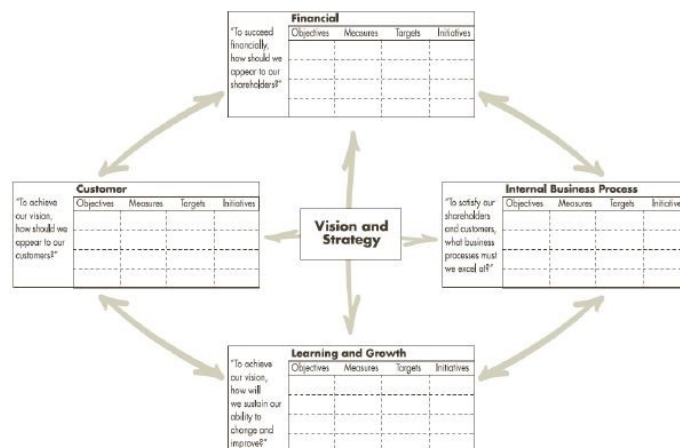 Financial
"To succeed
financially,
how should we
appear to our
shareholders?"
Objectives Measures Targets Initiatives
Customer
"To achieve
our vision,
how should we
appear to our
customers?"
Objectives Measures Targets Initiatives
Vision and
Strategy
Internal Business Process
"To satisfy our
shareholders
and customers,
what business
processes must
we excel at?"
Objectives Measures Targets Initiatives
Learning and Growth
"To achieve
our vision,
how will
we sustain our
ability to
change and
improve?"
Objectives Measures Targets Initiatives